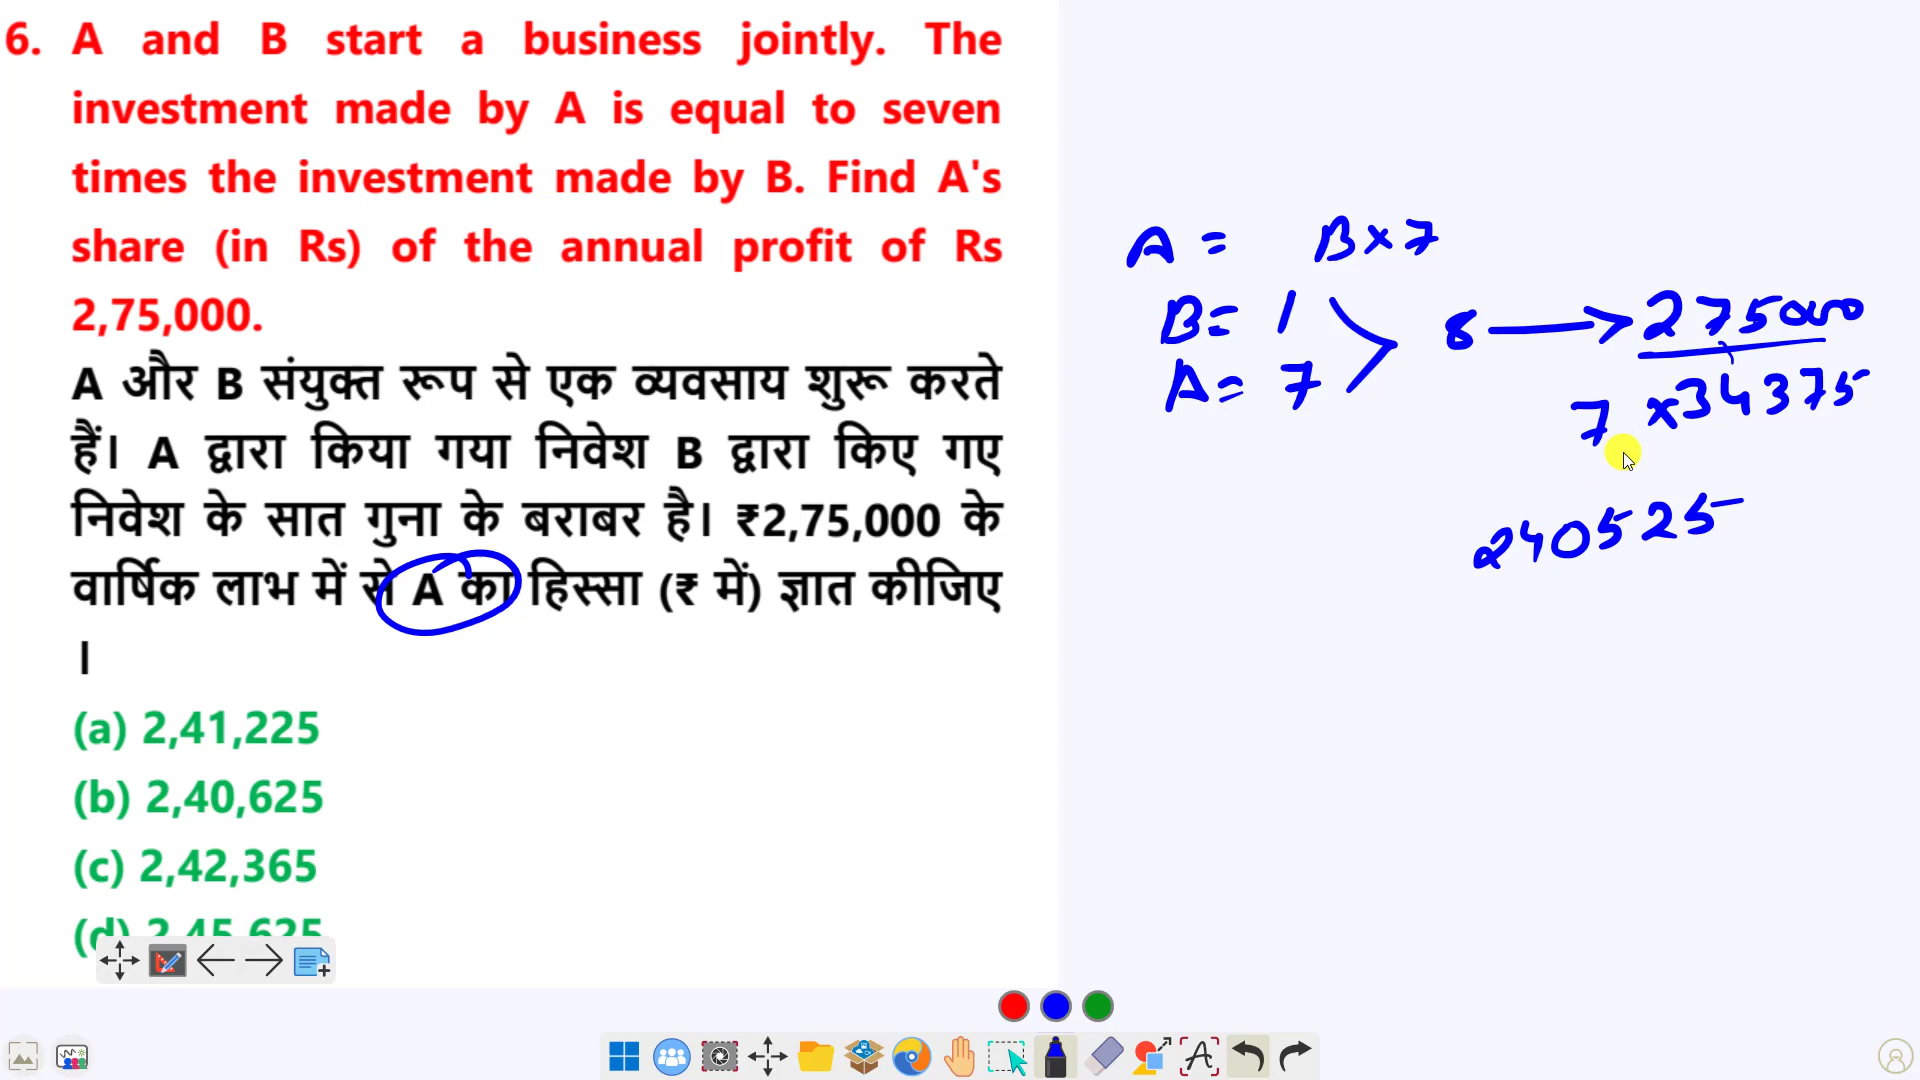 6. A and B start a business jointly. The
investment made by A is equal to seven
times the investment made by B. Find A's
share (in Rs) of the annual profit of Rs
2,75,000.
A और B संयुक्त रूप से एक व्यवसाय शुरू करते
हैं। A द्वारा किया गया निवेश B द्वारा किए गए
निवेश के सात गुना के बराबर है। ₹2,75,000 के
वार्षिक लाभ में से A का हिस्सा (₹ में) ज्ञात कीजिए
।
(a) 2,41,225
(b) 2,40,625
(c) 2,42,365
(d) 2,45,625
A = B×7
B= 1
8 → 275000
A= 7
7 ×34375
240525